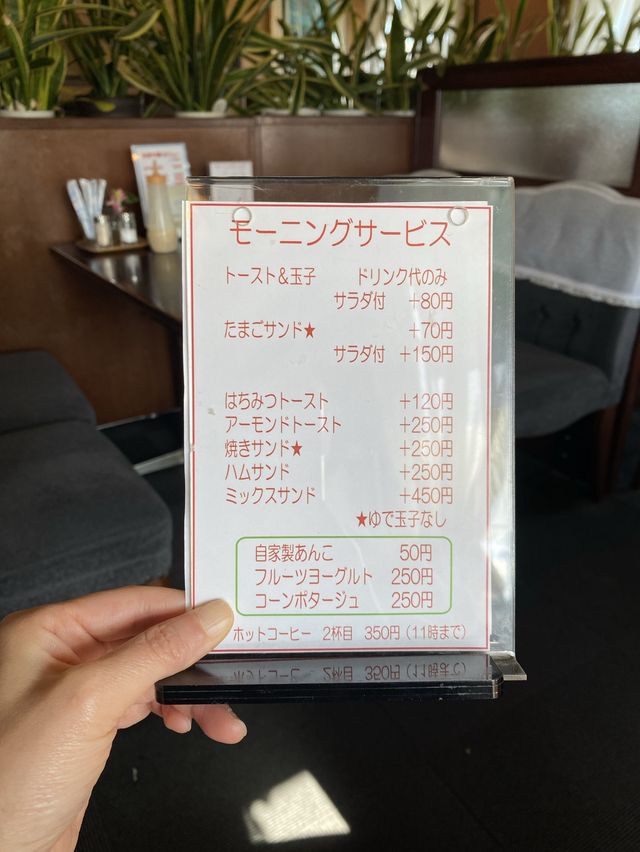 モーニングサービス
トースト&玉子 ドリンク代のみ
サラダ付 +80円
たまごサンド★ +70円
サラダ付 +150円
はちみつトースト +120円
アーモンドトースト +250円
焼きサンド★ +250円
ハムサンド +250円
ミックスサンド +450円
★ゆで玉子なし
自家製あんこ 50円
フルーツヨーグルト 250円
コーンポタージュ 250円
ホットコーヒー 2杯目 350円(11時まで)